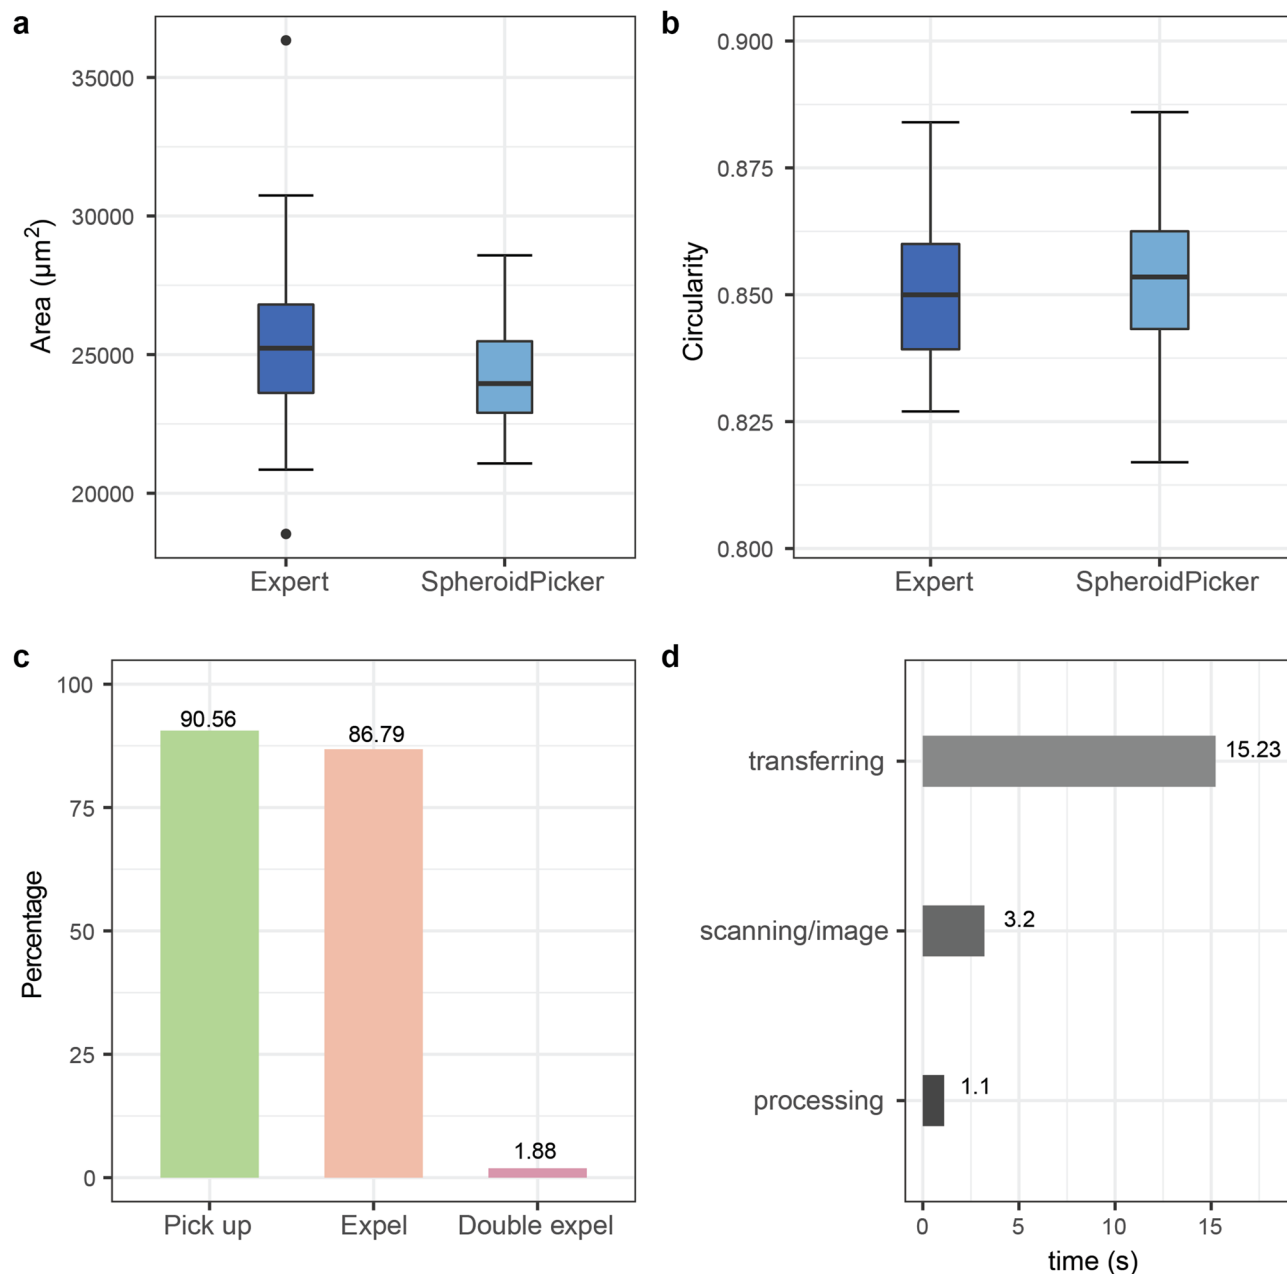 a
Area (µm²)
35000
30000
25000
20000
Expert
SpheroidPicker
b
Circularity
0.900
0.875
0.850
0.825
0.800
Expert
SpheroidPicker
c
Percentage
100
75
50
25
0
90.56
86.79
1.88
Pick up
Expel
Double expel
d
transferring
15.23
scanning/image
3.2
processing
1.1
0
5
10
15
time (s)